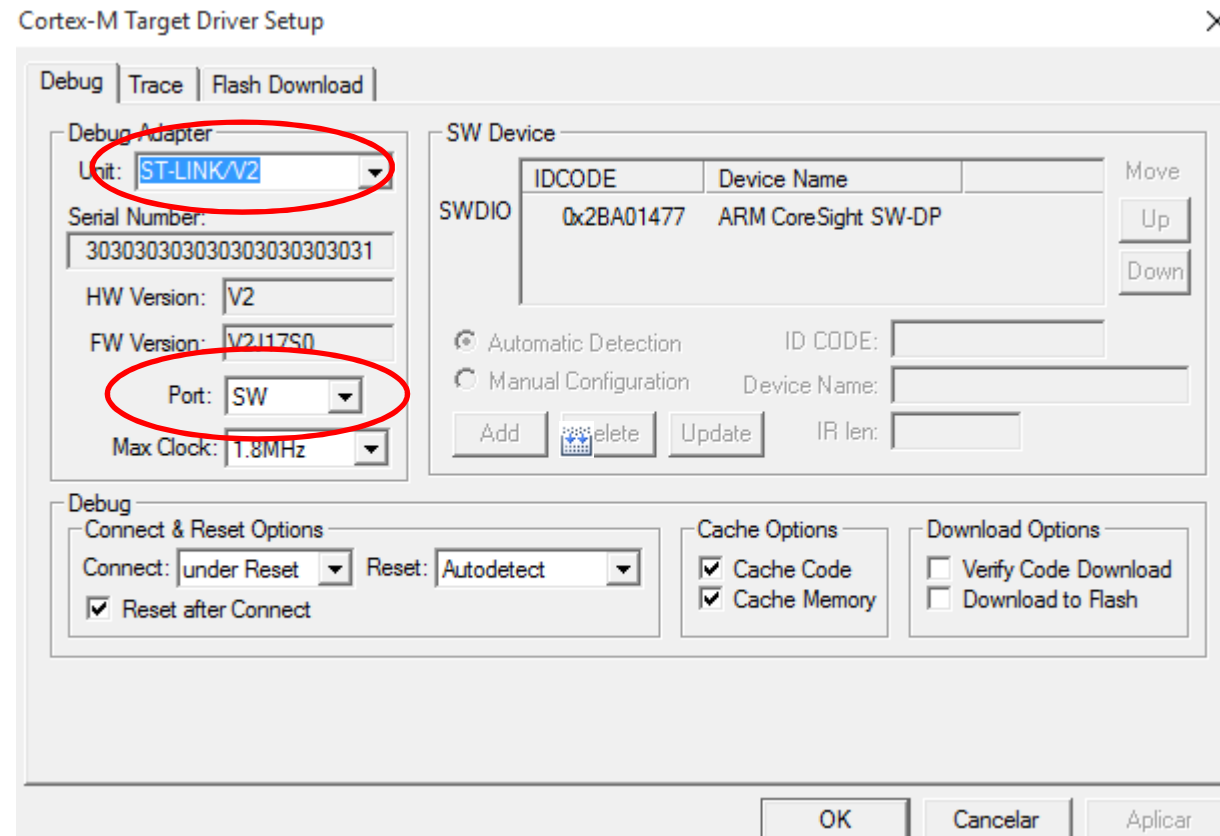 Cortex-M Target Driver Setup
Debug Trace Flash Download
Debug Adapter
Unit: ST-LINK/V2
Serial Number:
303030303030303030303031
HW Version: V2
FW Version: V2J17S0
Port: SW
Max Clock: 1.8MHz
SW Device
IDCODE Device Name
SWDIO 0x2BA01477 ARM CoreSight SW-DP
Move
Up
Down
Automatic Detection ID CODE:
Manual Configuration Device Name:
Add elete Update IR len:
Debug
Connect & Reset Options
Connect: under Reset Reset: Autodetect
Reset after Connect
Cache Options
Cache Code
Cache Memory
Download Options
Verify Code Download
Download to Flash
OK Cancelar Aplicar